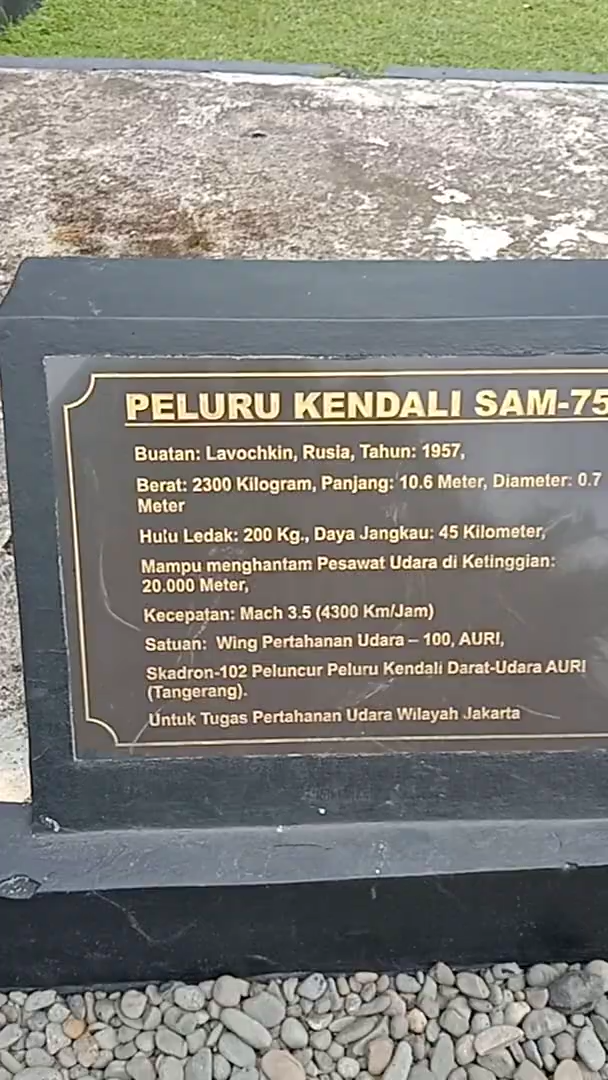 PELURU KENDALI SAM-75
Buatan: Lavochkin, Rusia, Tahun: 1957,
Berat: 2300 Kilogram, Panjang: 10.6 Meter, Diameter: 0.7
Meter
Hulu Ledak: 200 Kg., Daya Jangkau: 45 Kilometer,
Mampu menghantam Pesawat Udara di Ketinggian:
20.000 Meter,
Kecepatan: Mach 3.5 (4300 Km/Jam)
Satuan: Wing Pertahanan Udara – 100, AURI,
Skadron-102 Peluncur Peluru Kendali Darat-Udara AURI
(Tangerang).
Untuk Tugas Pertahanan Udara Wilayah Jakarta